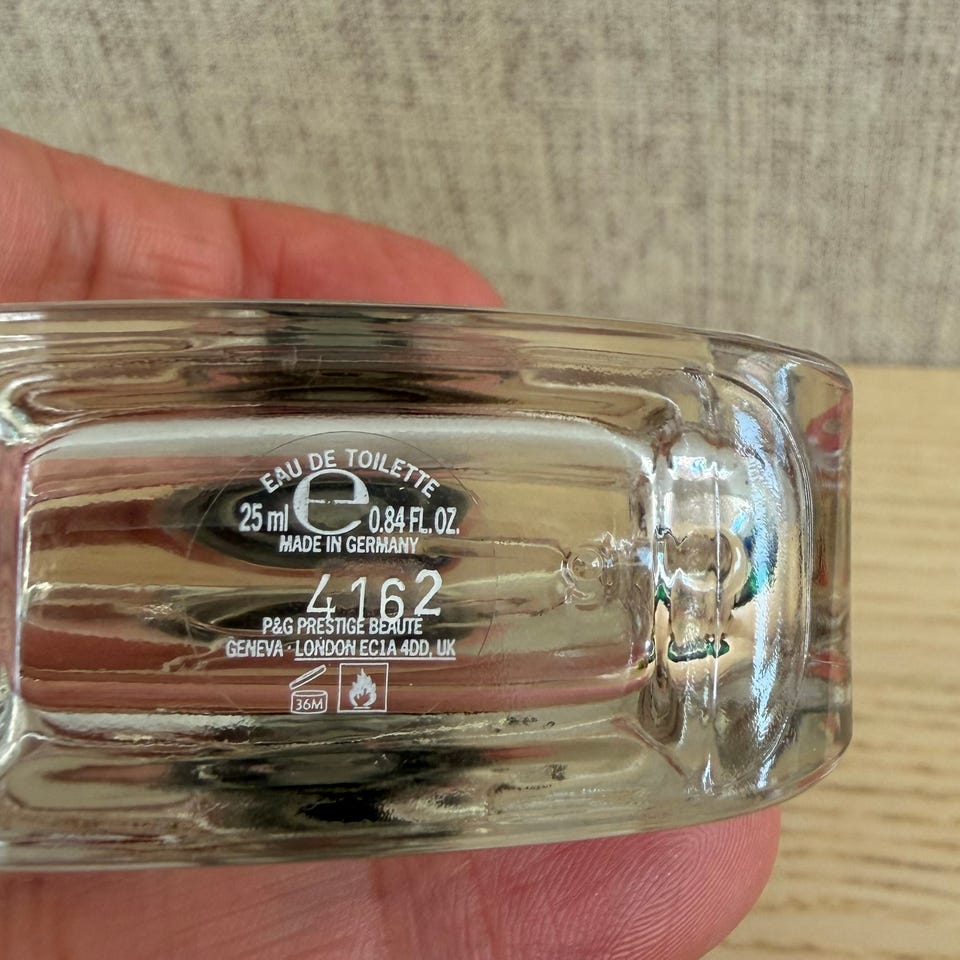 EAU DE TOILETTE
25 ml e 0.84 FL. OZ.
MADE IN GERMANY
4162
P&G PRESTIGE BEAUTE
GENEVA · LONDON EC1A 4DD, UK
36M